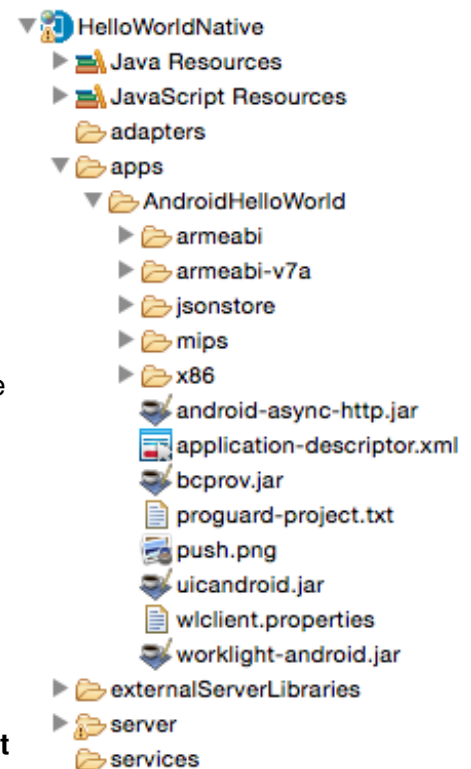 HelloWorldNative
Java Resources
JavaScript Resources
adapters
apps
AndroidHelloWorld
armeabi
armeabi-v7a
jsonstore
mips
e
x86
android-async-http.jar
application-descriptor.xml
bcprov.jar
proguard-project.txt
push.png
uicandroid.jar
wlclient.properties
worklight-android.jar
externalServerLibraries
server
t
services